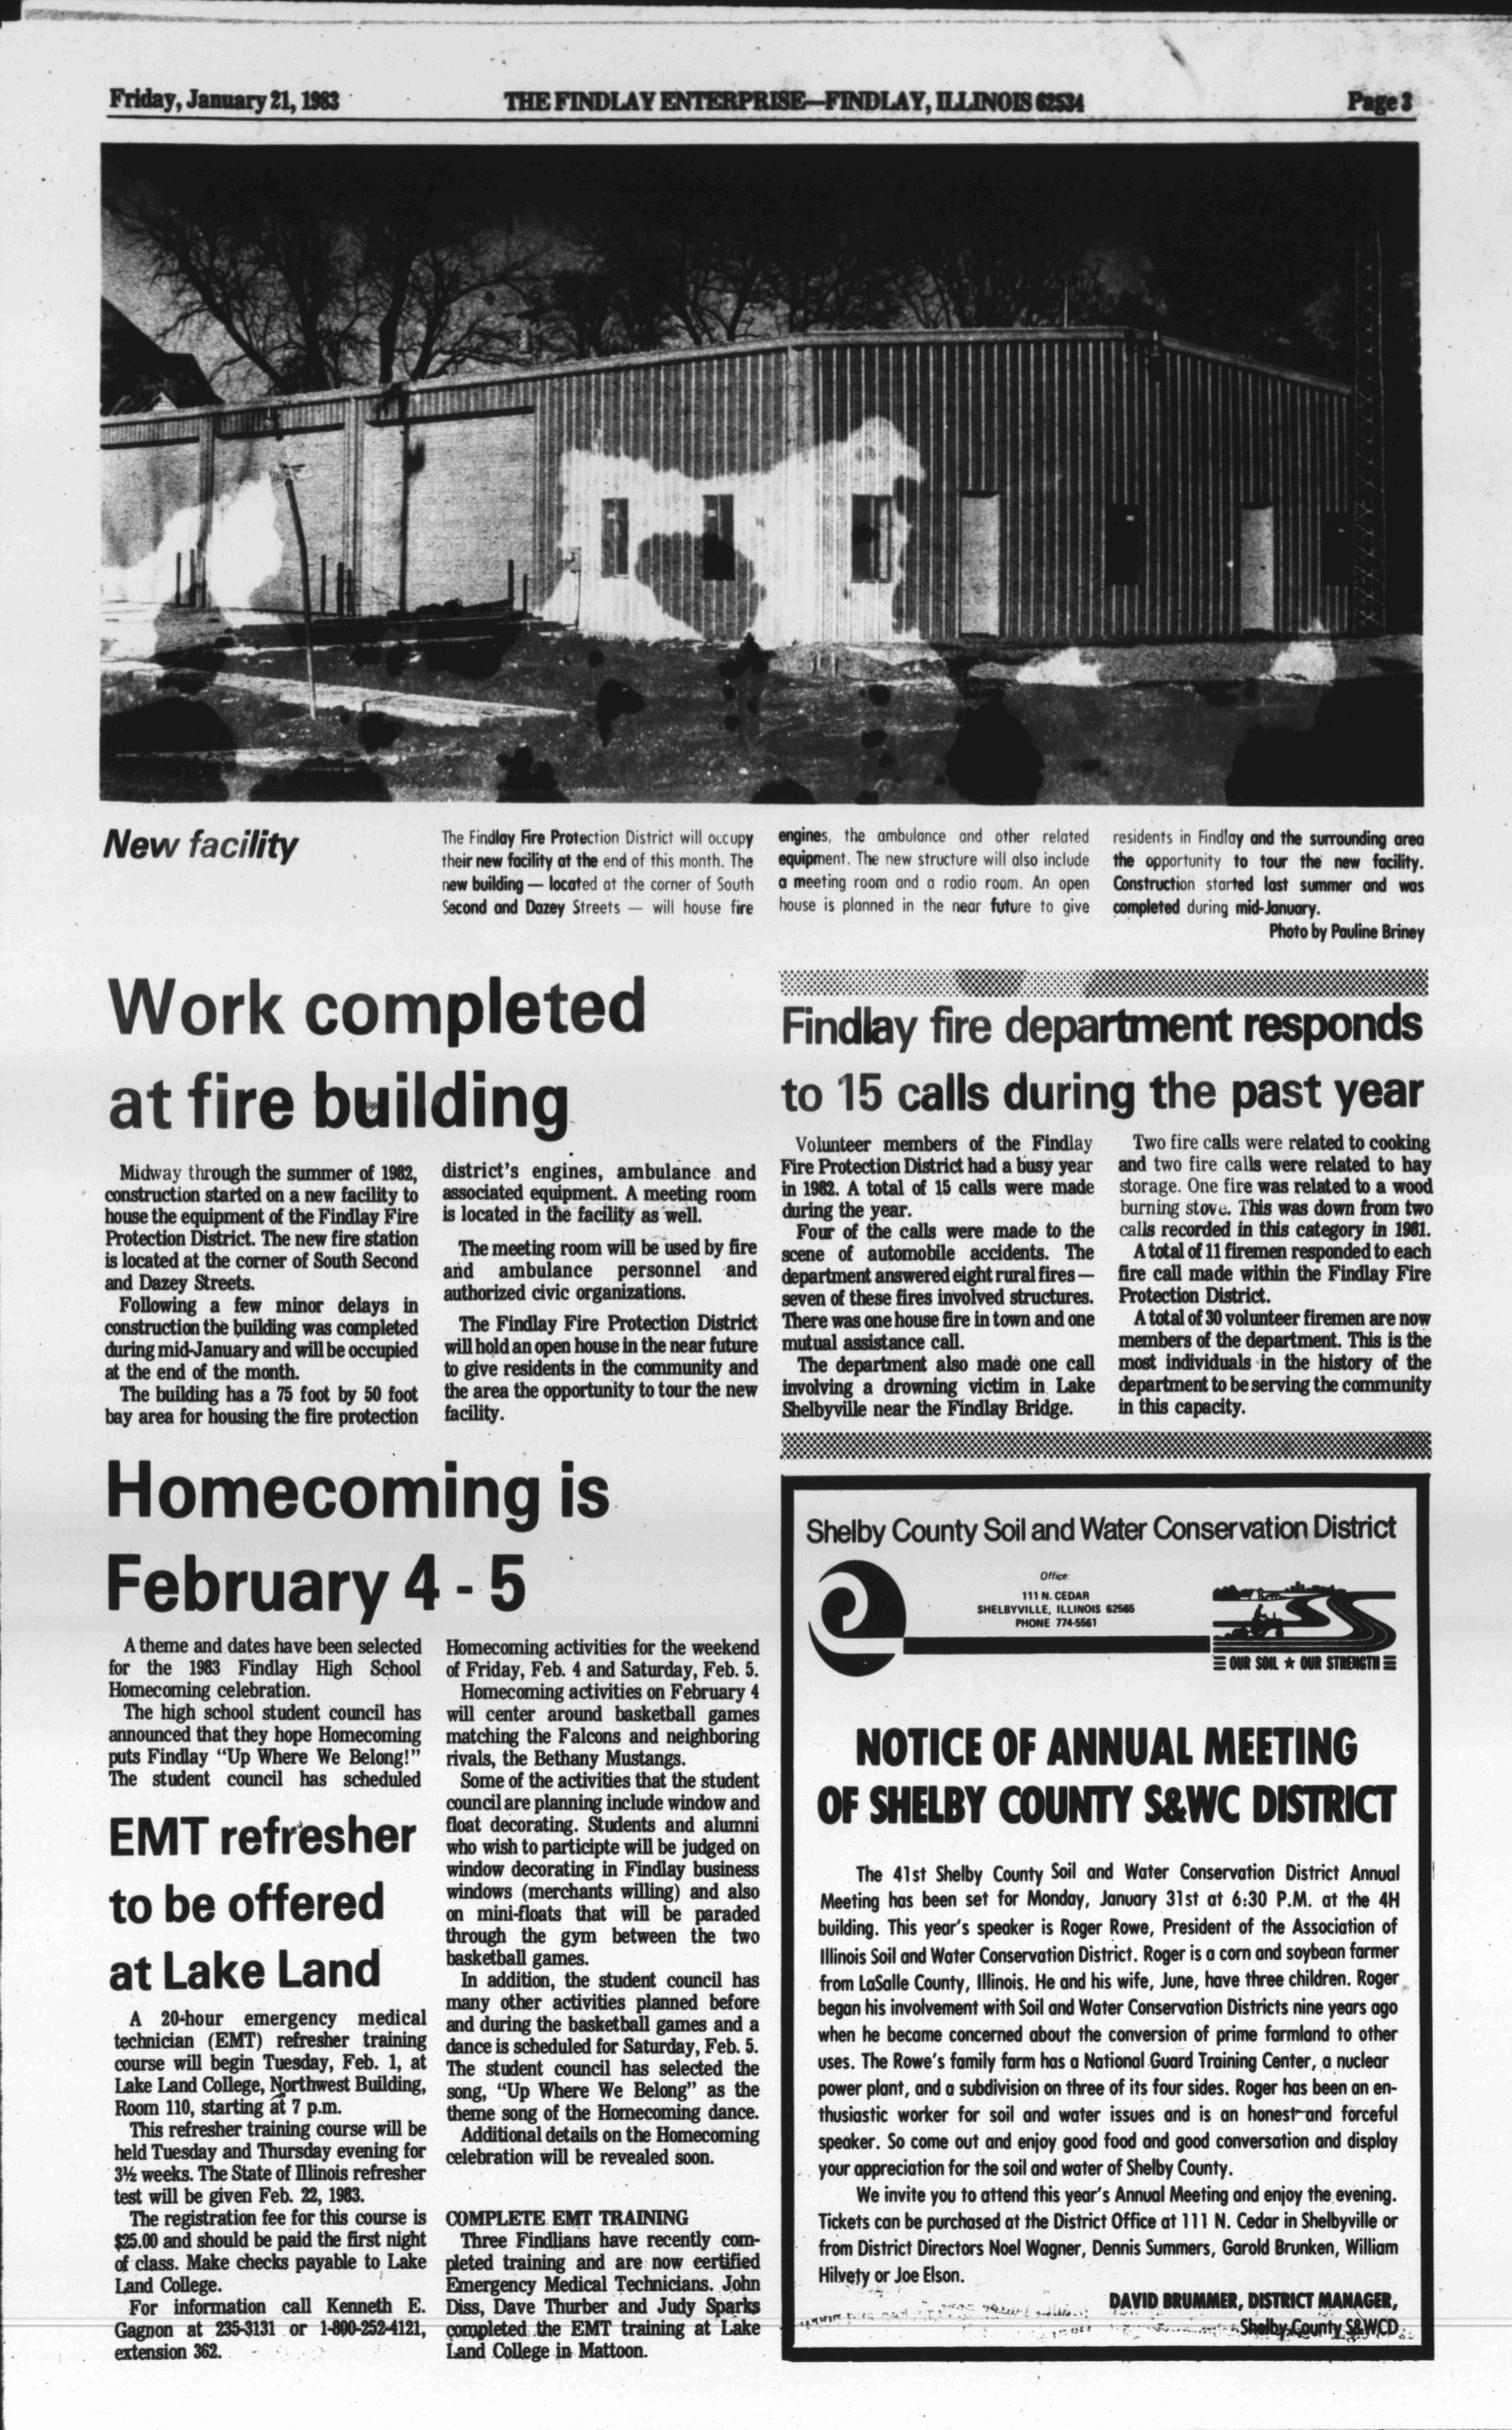 Friday, January 21, 1983
THE FINDLAY ENTERPRISE—FINDLAY, ILLINOIS 62534
Page 3
New facility
The Findlay Fire Protection District will occupy
their new facility at the end of this month. The
new building — located at the corner of South
Second and Dazey Streets — will house fire
engines, the ambulance and other related
equipment. The new structure will also include
a meeting room and a radio room. An open
house is planned in the near future to give
residents in Findlay and the surrounding area
the opportunity to tour the new facility.
Construction started last summer and was
completed during mid-January.
Photo by Pauline Briney
Work completed
at fire building
Midway through the summer of 1982,
construction started on a new facility to
house the equipment of the Findlay Fire
Protection District. The new fire station
is located at the corner of South Second
and Dazey Streets.
Following a few minor delays in
construction the building was completed
during mid-January and will be occupied
at the end of the month.
The building has a 75 foot by 50 foot
bay area for housing the fire protection
district's engines, ambulance and
associated equipment. A meeting room
is located in the facility as well.
The meeting room will be used by fire
and ambulance personnel and
authorized civic organizations.
The Findlay Fire Protection District
will hold an open house in the near future
to give residents in the community and
the area the opportunity to tour the new
facility.
Findlay fire department responds
to 15 calls during the past year
Volunteer members of the Findlay
Fire Protection District had a busy year
in 1982. A total of 15 calls were made
during the year.
Four of the calls were made to the
scene of automobile accidents. The
department answered eight rural fires —
seven of these fires involved structures.
There was one house fire in town and one
mutual assistance call.
The department also made one call
involving a drowning victim in Lake
Shelbyville near the Findlay Bridge.
Two fire calls were related to cooking
and two fire calls were related to hay
storage. One fire was related to a wood
burning stove. This was down from two
calls recorded in this category in 1981.
A total of 11 firemen responded to each
fire call made within the Findlay Fire
Protection District.
A total of 30 volunteer firemen are now
members of the department. This is the
most individuals in the history of the
department to be serving the community
in this capacity.
Homecoming is
February 4 - 5
A theme and dates have been selected
for the 1983 Findlay High School
Homecoming celebration.
The high school student council has
announced that they hope Homecoming
puts Findlay "Up Where We Belong!"
The student council has scheduled
Homecoming activities for the weekend
of Friday, Feb. 4 and Saturday, Feb. 5.
Homecoming activities on February 4
will center around basketball games
matching the Falcons and neighboring
rivals, the Bethany Mustangs.
Some of the activities that the student
council are planning include window and
float decorating. Students and alumni
who wish to participte will be judged on
window decorating in Findlay business
windows (merchants willing) and also
on mini-floats that will be paraded
through the gym between the two
basketball games.
In addition, the student council has
many other activities planned before
and during the basketball games and a
dance is scheduled for Saturday, Feb. 5.
The student council has selected the
song, "Up Where We Belong" as the
theme song of the Homecoming dance.
Additional details on the Homecoming
celebration will be revealed soon.
EMT refresher
to be offered
at Lake Land
A 20-hour emergency medical
technician (EMT) refresher training
course will begin Tuesday, Feb. 1, at
Lake Land College, Northwest Building,
Room 110, starting at 7 p.m.
This refresher training course will be
held Tuesday and Thursday evening for
3½ weeks. The State of Illinois refresher
test will be given Feb. 22, 1983.
The registration fee for this course is
$25.00 and should be paid the first night
of class. Make checks payable to Lake
Land College.
For information call Kenneth E.
Gagnon at 235-3131 or 1-800-252-4121,
extension 362.
COMPLETE EMT TRAINING
Three Findlians have recently com-
pleted training and are now certified
Emergency Medical Technicians. John
Diss, Dave Thurber and Judy Sparks
completed the EMT training at Lake
Land College in Mattoon.
Shelby County Soil and Water Conservation District
Office:
111 N. CEDAR
SHELBYVILLE, ILLINOIS 62565
PHONE 774-5561
OUR SOIL ★ OUR STRENGTH
NOTICE OF ANNUAL MEETING
OF SHELBY COUNTY S&WC DISTRICT
The 41st Shelby County Soil and Water Conservation District Annual
Meeting has been set for Monday, January 31st at 6:30 P.M. at the 4H
building. This year's speaker is Roger Rowe, President of the Association of
Illinois Soil and Water Conservation District. Roger is a corn and soybean farmer
from LaSalle County, Illinois. He and his wife, June, have three children. Roger
began his involvement with Soil and Water Conservation Districts nine years ago
when he became concerned about the conversion of prime farmland to other
uses. The Rowe's family farm has a National Guard Training Center, a nuclear
power plant, and a subdivision on three of its four sides. Roger has been an en-
thusiastic worker for soil and water issues and is an honest and forceful
speaker. So come out and enjoy good food and good conversation and display
your appreciation for the soil and water of Shelby County.
We invite you to attend this year's Annual Meeting and enjoy the evening.
Tickets can be purchased at the District Office at 111 N. Cedar in Shelbyville or
from District Directors Noel Wagner, Dennis Summers, Garold Brunken, William
Hilvety or Joe Elson.
DAVID BRUMMER, DISTRICT MANAGER,
Shelby County S&WCD